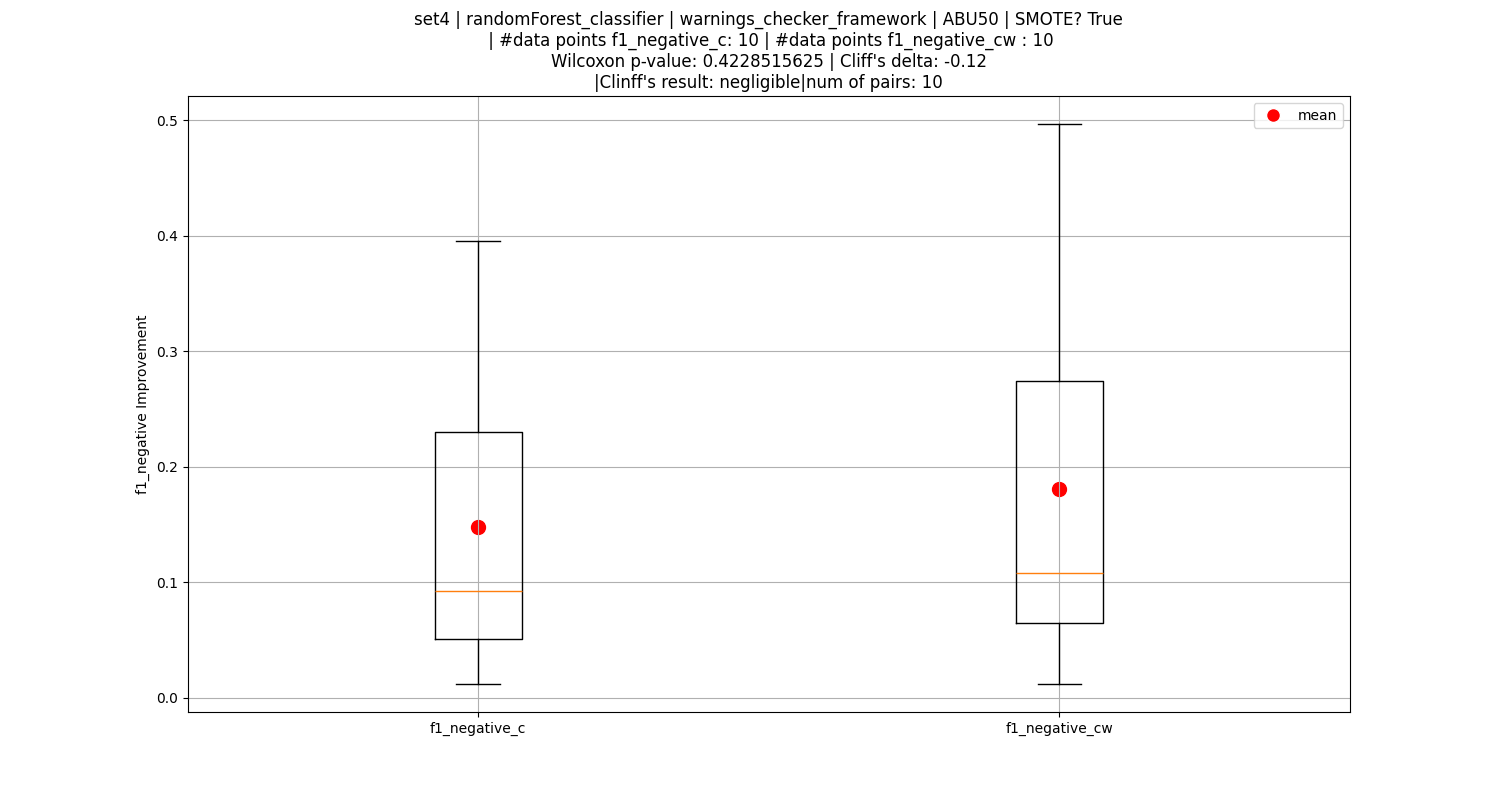 set4 | randomForest_classifier | warnings_checker_framework | ABU50 | SMOTE? True
| #data points f1_negative_c: 10 | #data points f1_negative_cw : 10
Wilcoxon p-value: 0.4228515625 | Cliff's delta: -0.12
|Clinff's result: negligible|num of pairs: 10
mean
0.5
0.4
0.3
0.2
0.1
0.0
f1_negative Improvement
f1_negative_c
f1_negative_cw